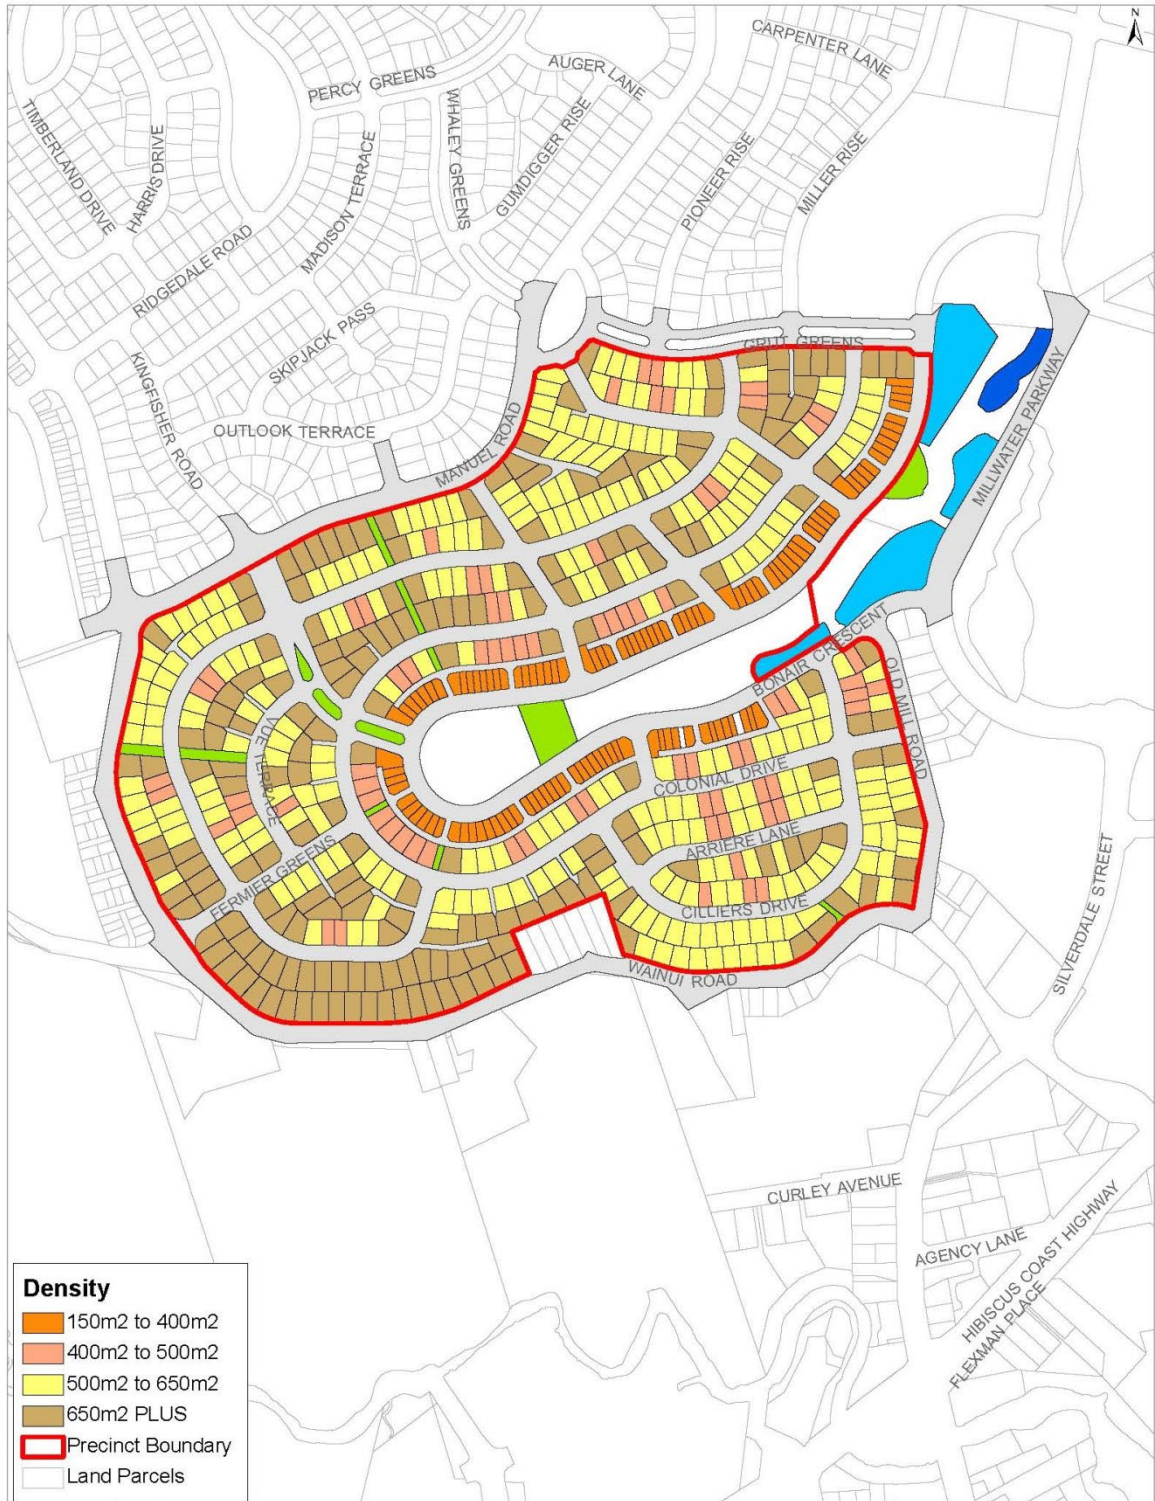 N
CARPENTER LANE
AUGER LANE
PERCY GREENS
WHALEY GREENS
TIMBERLAND DRIVE
HARRIS DRIVE
MADISON TERRACE
GUMDIGGER RISE
PIONEER RISE
MILLER RISE
RIDGEDALE ROAD
SKIPJACK PASS
GRUT GREENS
KINGFISHER ROAD
OUTLOOK TERRACE
MANUEL ROAD
MILLWATER PARKWAY
BONAIR CRESCENT
OLD MILL ROAD
VUE TERRACE
COLONIAL DRIVE
ARRIERE LANE
FERMIER GREENS
CILLIERS DRIVE
WAINUI ROAD
SILVERDALE STREET
CURLEY AVENUE
AGENCY LANE
HIBISCUS COAST HIGHWAY
FLEXMAN PLACE
Density
150m2 to 400m2
400m2 to 500m2
500m2 to 650m2
650m2 PLUS
Precinct Boundary
Land Parcels